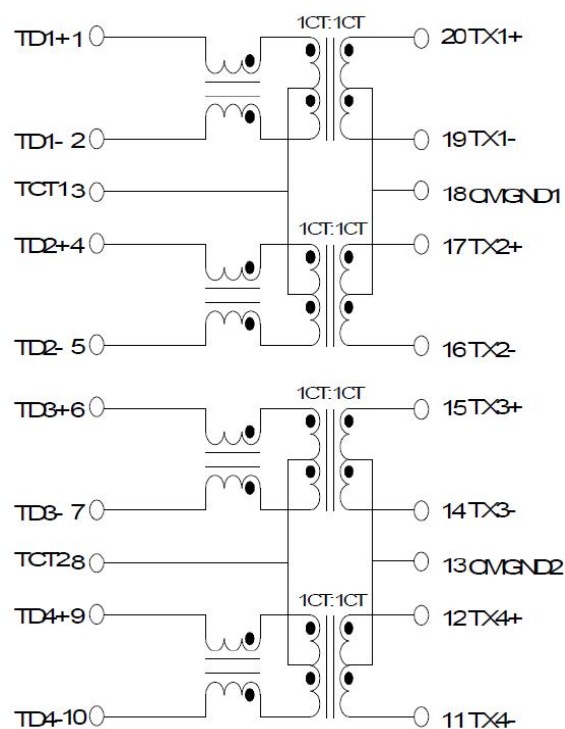 1CT:1CT
TD1+1 20TX1+
TD1- 2 19TX1-
TCT13 18CMGND1
1CT:1CT
TD2+4 17TX2+
TD2- 5 16TX2-
1CT:1CT
TD3+6 15TX3+
TD3- 7 14TX3-
TCT28 13CMGND2
1CT:1CT
TD4+9 12TX4+
TD4-10 11TX4-